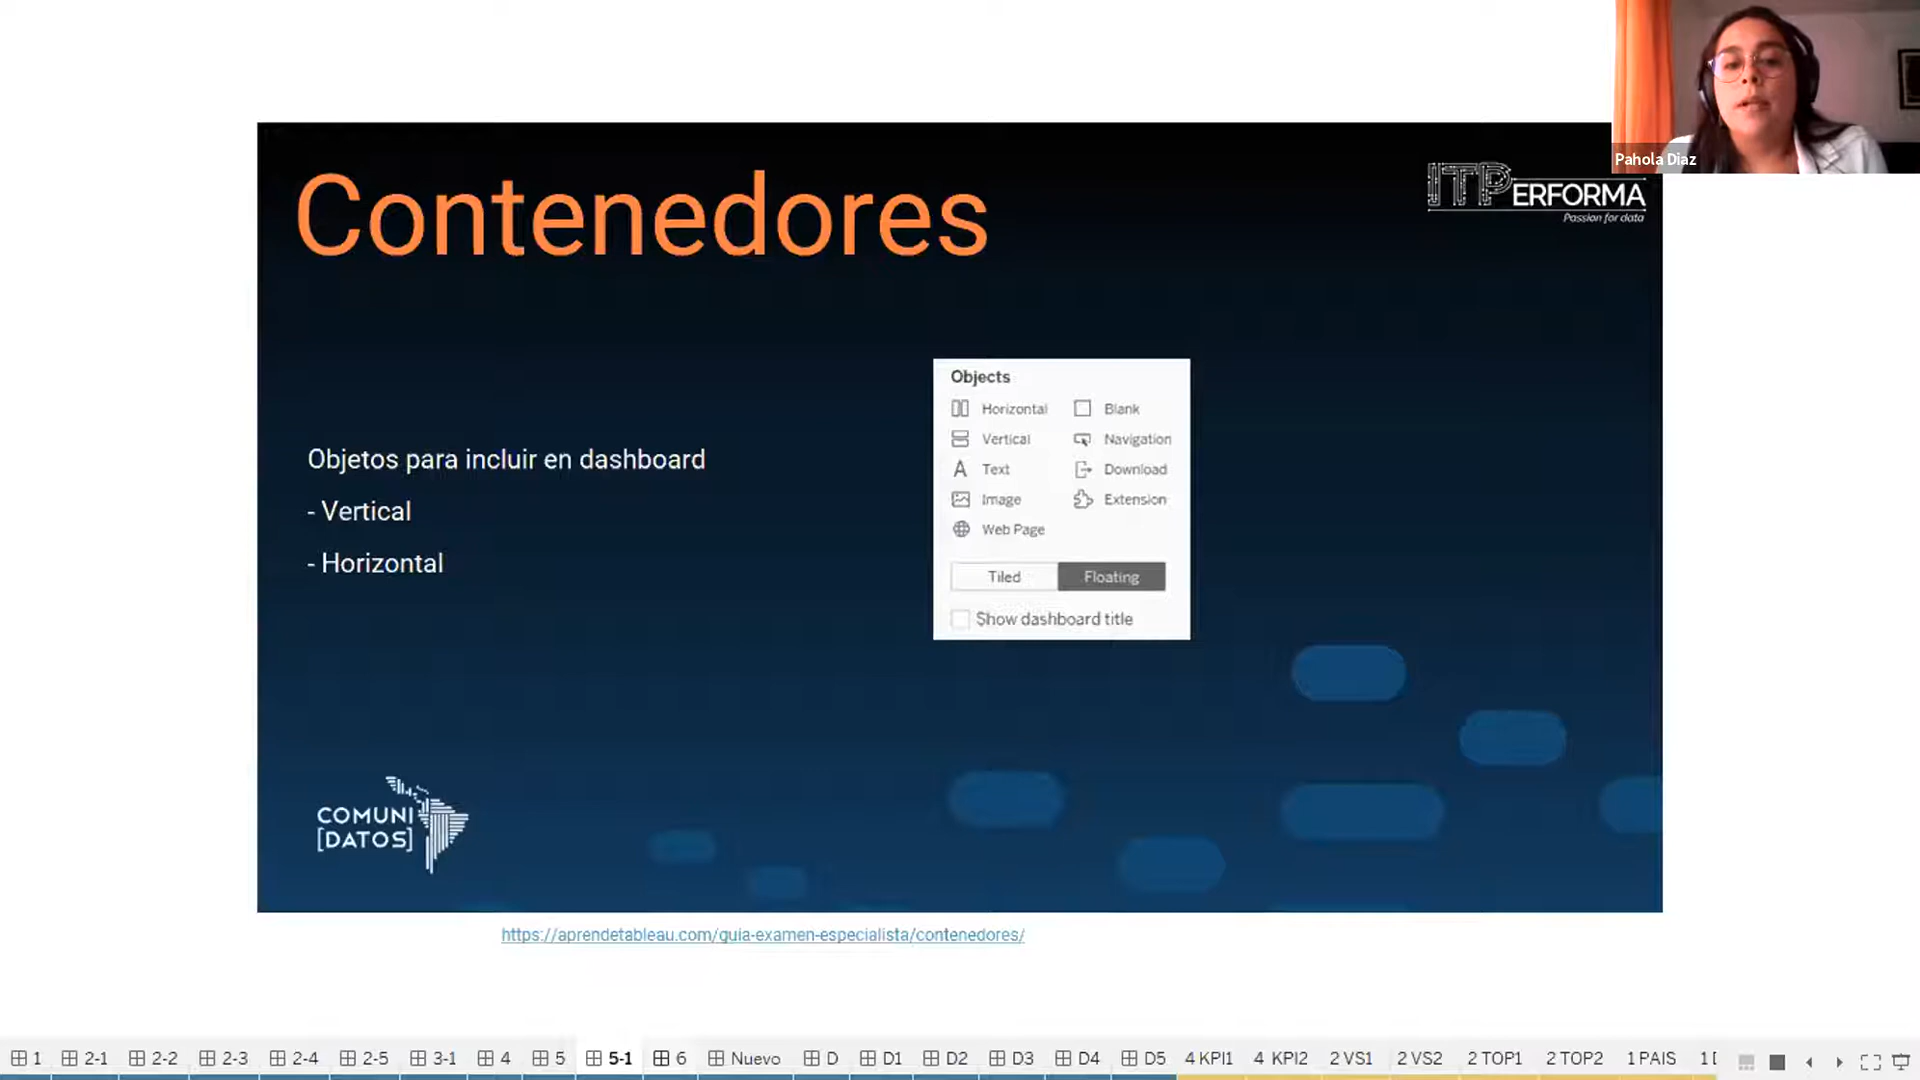 Pahola Diaz
Contenedores
ITPERFORMA
Passion for data
Objects
Horizontal
Blank
Vertical
Navigation
Text
Download
Image
Extension
Web Page
Tiled
Floating
Show dashboard title
Objetos para incluir en dashboard
- Vertical
- Horizontal
COMUNI
[DATOS]
https://aprendetableau.com/guia-examen-especialista/contenedores/
1 2-1 2-2 2-3 2-4 2-5 3-1 4 5 5-1 6 Nuevo D D1 D2 D3 D4 D5 4 KPI1 4 KPI2 2 VS1 2 VS2 2 TOP1 2 TOP2 1 PAIS